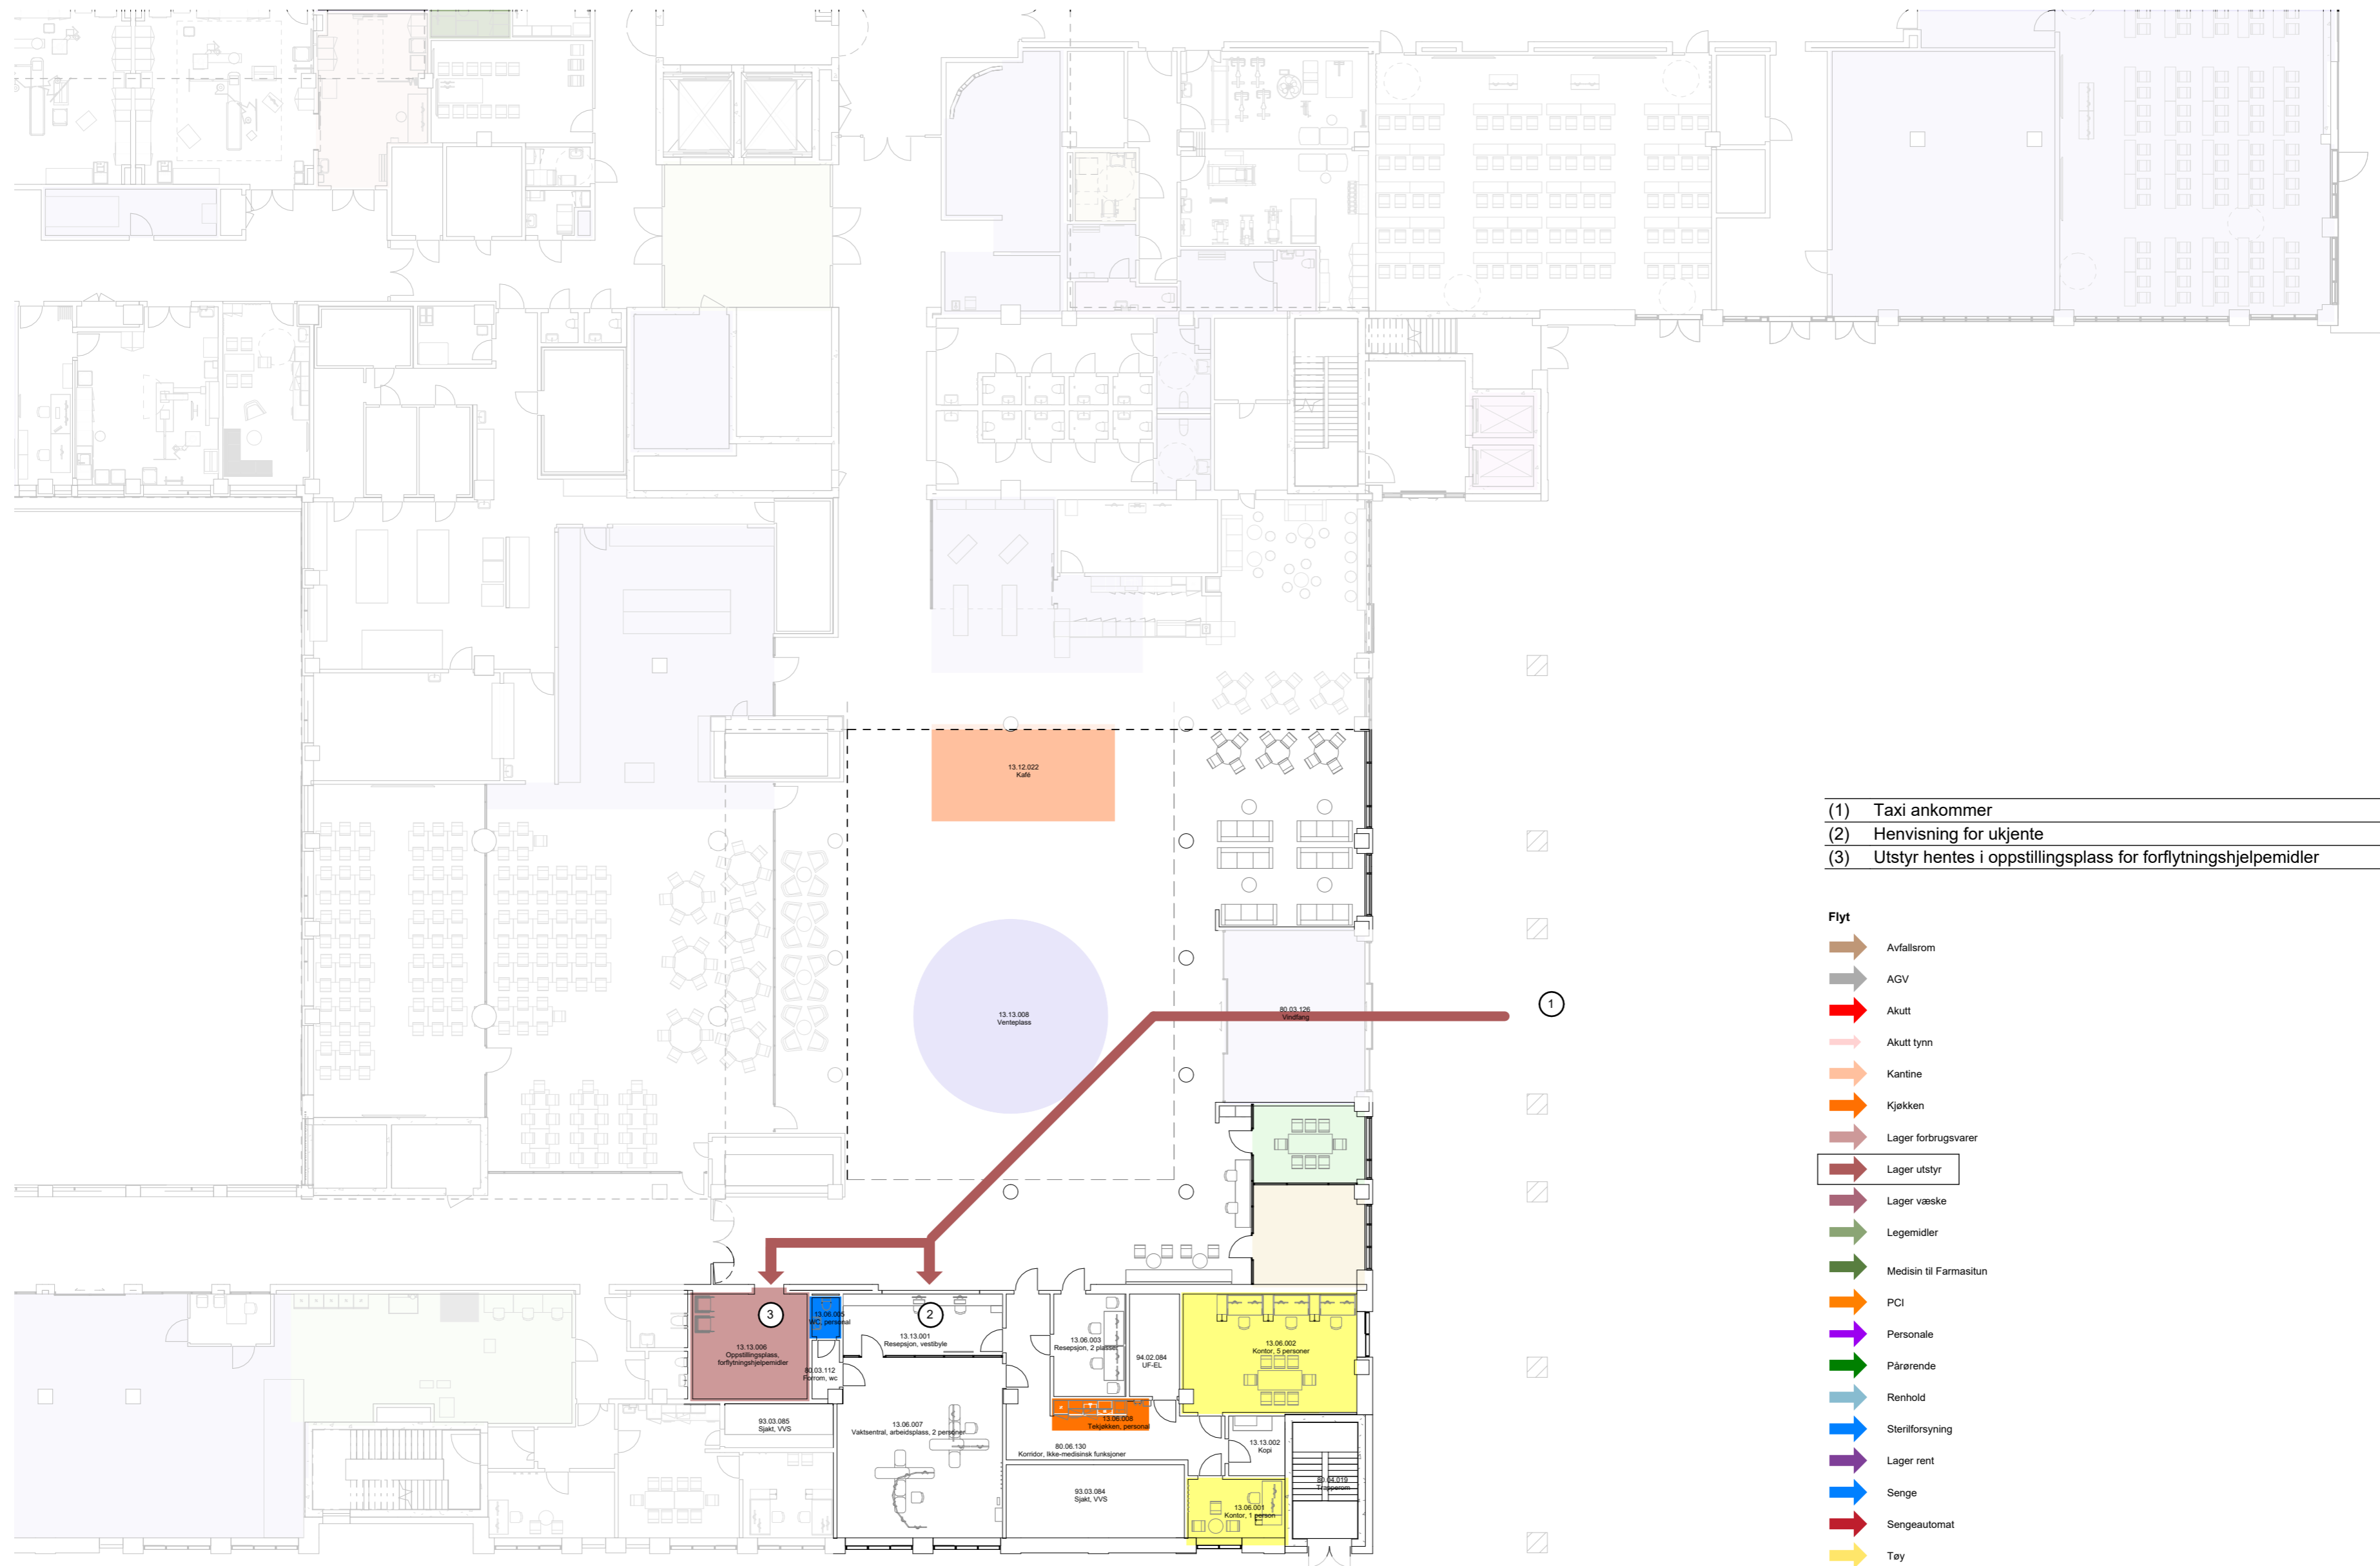 13.12.022
Kafé
(1) Taxi ankommer
(2) Henvisning for ukjente
(3) Utstyr hentes i oppstillingsplass for forflytningshjelpemidler
Flyt
Avfallsrom
AGV
Akutt
Akutt tynn
Kantine
Kjøkken
Lager forbrugsvarer
Lager utstyr
Lager væske
Legemidler
Medisin til Farmasitun
PCI
Personale
Pårørende
Renhold
Sterilforsyning
Lager rent
Senge
Sengeautomat
Tøy
13.13.008
Venteplass
80.03.126
Vindfang
1
3
2
13.06.005
WC, personal
13.13.001
Resepsjon, vestibyle
13.13.006
Oppstillingsplass,
forflytningshjelpemidler
80.03.112
Forrom, wc
13.06.003
Resepsjon, 2 plasser
94.02.084
UF-EL
13.06.002
Kontor, 5 personer
93.03.085
Sjakt, VVS
13.06.007
Vaktsentral, arbeidsplass, 2 personer
13.06.008
Tekjøkken, personal
80.06.130
Korridor, Ikke-medisinsk funksjoner
13.13.002
Kopi
93.03.084
Sjakt, VVS
13.06.001
Kontor, 1 person
80.04.019
Trapperom